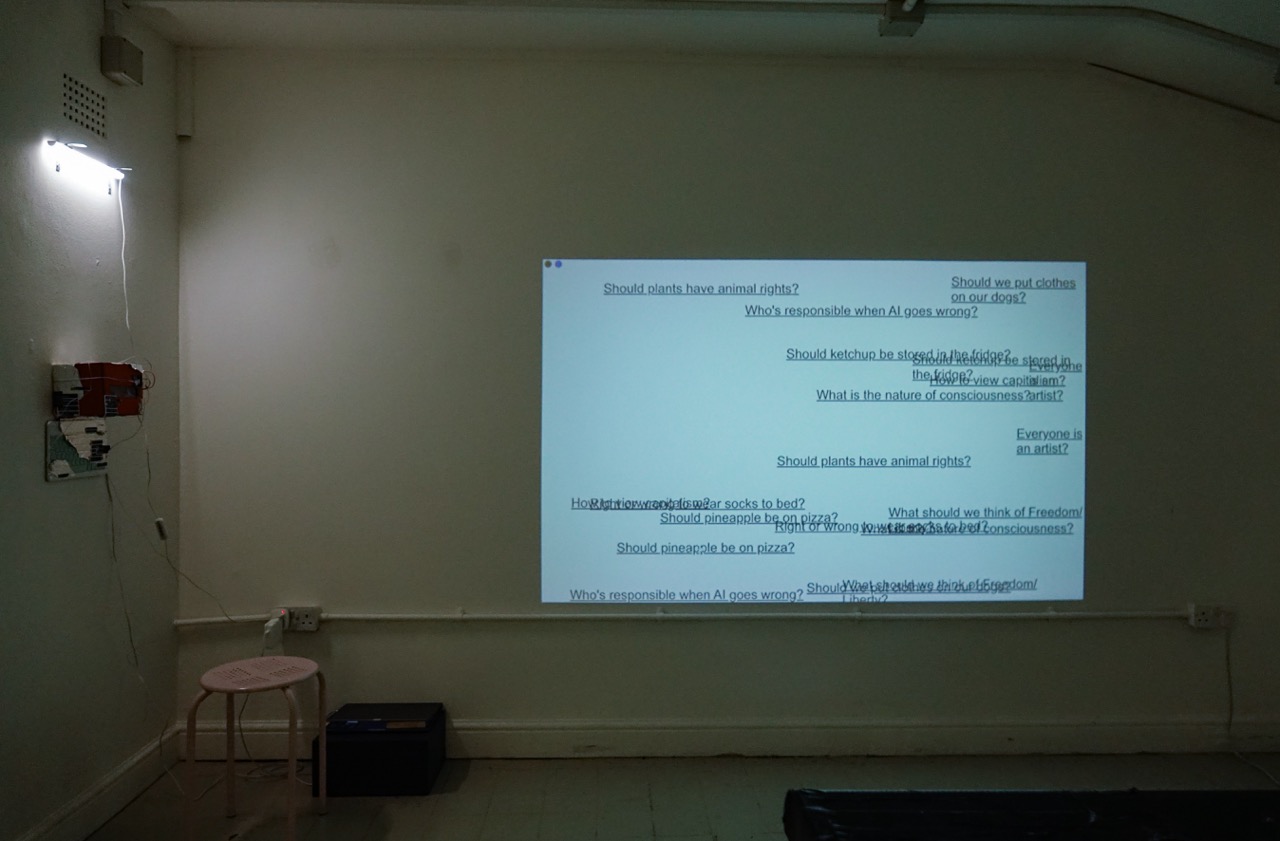 Should plants have animal rights?
Should we put clothes
on our dogs?
Who's responsible when AI goes wrong?
Should ketchup be stored in the fridge?
Should ketchup be stored in
the fridge?
Everyone
How to view capitalism?
What is the nature of consciousness?
artist?
Everyone is
an artist?
Should plants have animal rights?
How to view capitalism?
Right or wrong to wear socks to bed?
Should pineapple be on pizza?
What should we think of Freedom/
Right or wrong to wear socks to bed?
What is the nature of consciousness?
Should pineapple be on pizza?
Who's responsible when AI goes wrong?
Should we put clothes on our dogs?
What should we think of Freedom/
Liberty?